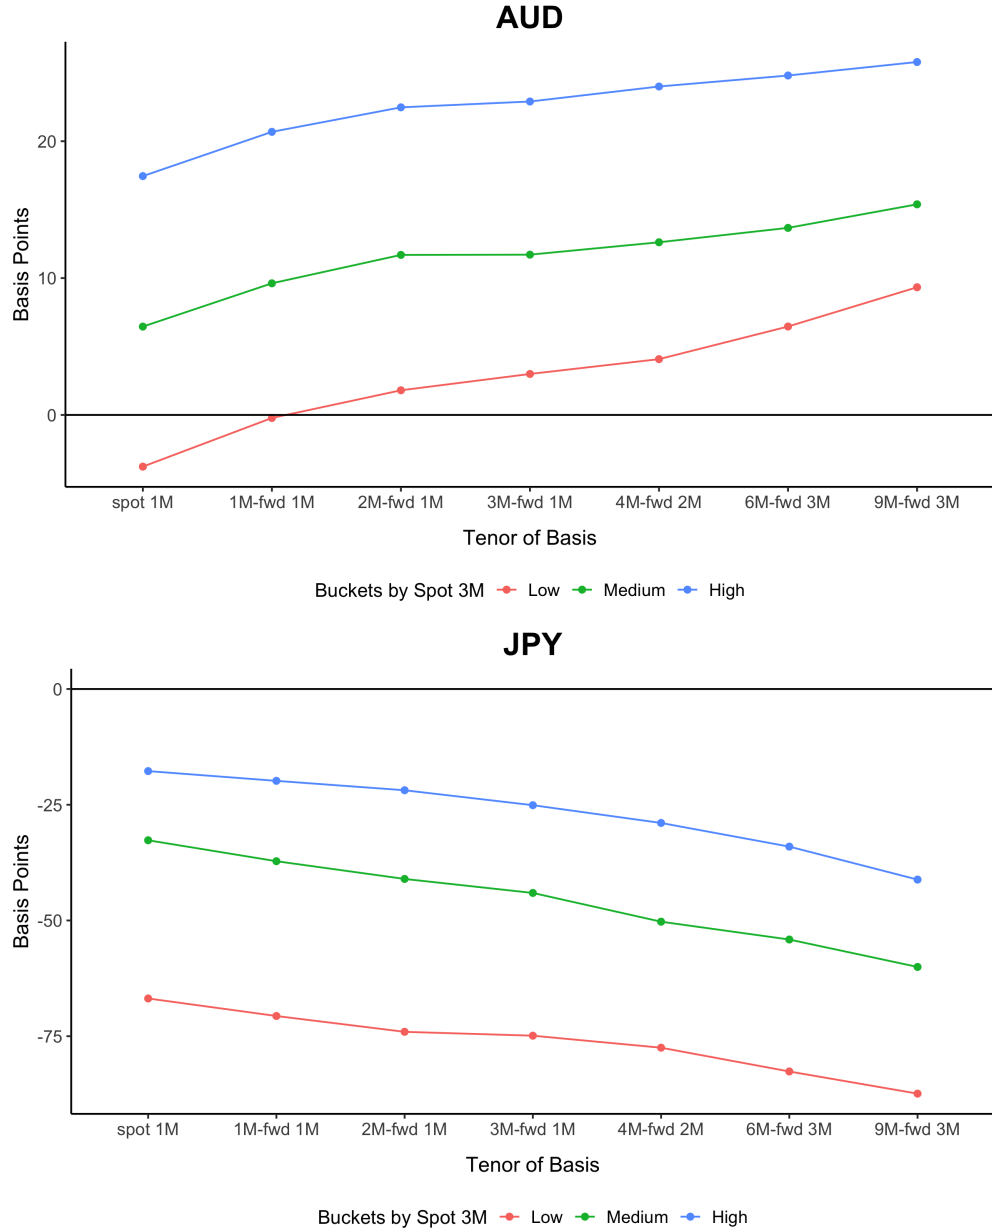 AUD
Basis Points
20
10
0
spot 1M 1M-fwd 1M 2M-fwd 1M 3M-fwd 1M 4M-fwd 2M 6M-fwd 3M 9M-fwd 3M
Tenor of Basis
Buckets by Spot 3M Low Medium High
JPY
Basis Points
0
-25
-50
-75
spot 1M 1M-fwd 1M 2M-fwd 1M 3M-fwd 1M 4M-fwd 2M 6M-fwd 3M 9M-fwd 3M
Tenor of Basis
Buckets by Spot 3M Low Medium High